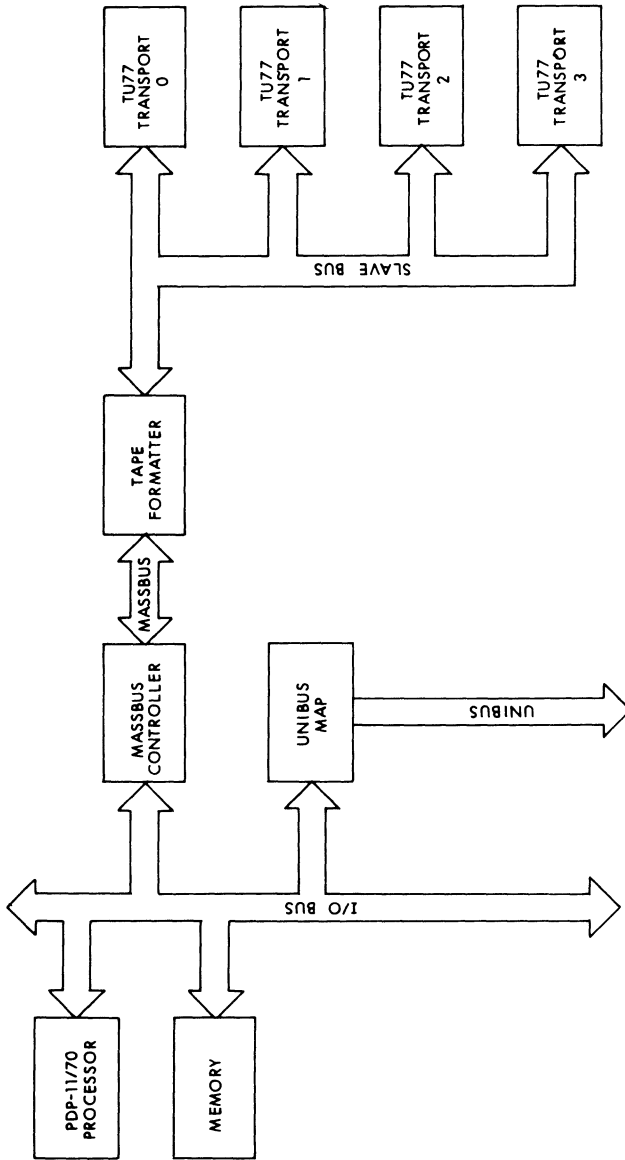 PDP-11/70
PROCESSOR
MEMORY
I/O BUS
MASSBUS
CONTROLLER
UNIBUS
MAP
UNIBUS
MASSBUS
TAPE
FORMATTER
SLAVE BUS
TU77
TRANSPORT
0
TU77
TRANSPORT
1
TU77
TRANSPORT
2
TU77
TRANSPORT
3